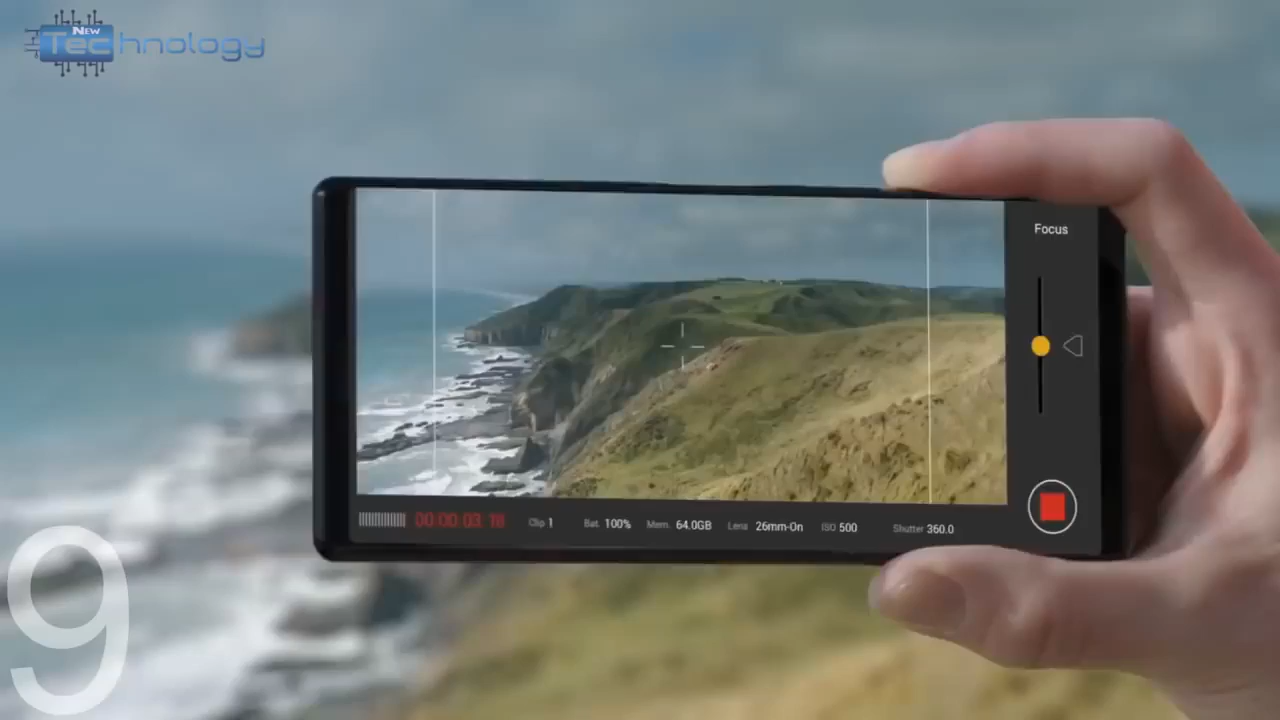 New
Technology
Focus
00:00:03:18 Clip 1 Bat. 100% Mem. 64.0GB Lens 26mm-On ISO 500 Shutter 360.0
9